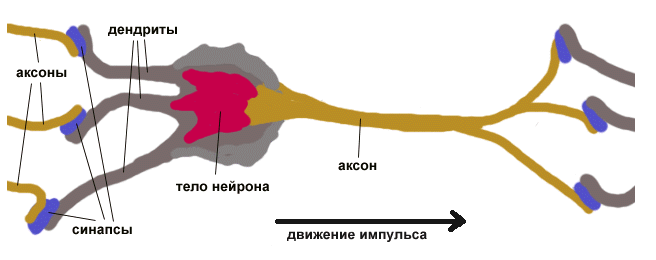 дендриты
аксоны
аксон
тело нейрона
синапсы
движение импульса